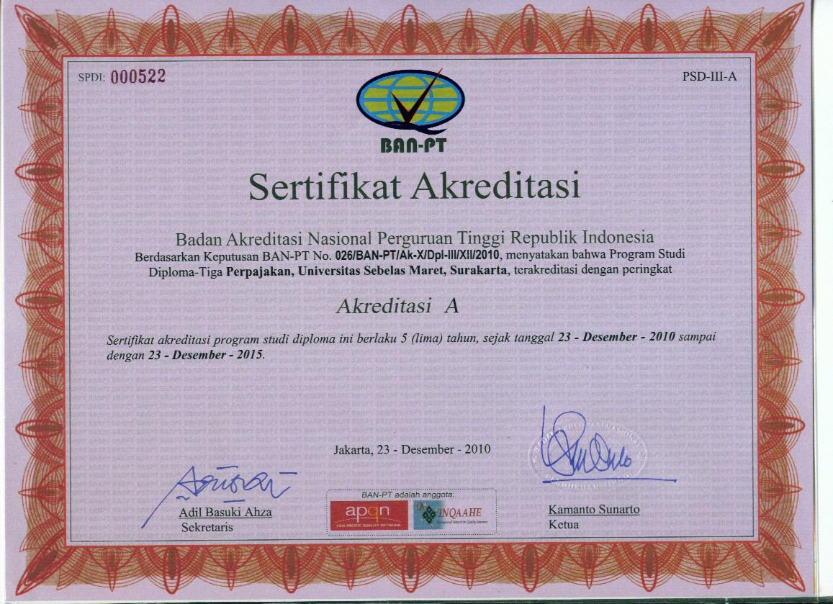 SPDI: 000522
PSD-III-A
BAN-PT
Sertifikat Akreditasi
Badan Akreditasi Nasional Perguruan Tinggi Republik Indonesia
Berdasarkan Keputusan BAN-PT No. 026/BAN-PT/Ak-X/Dpl-III/XII/2010, menyatakan bahwa Program Studi
Diploma-Tiga Perpajakan, Universitas Sebelas Maret, Surakarta, terakreditasi dengan peringkat
Akreditasi A
Sertifikat akreditasi program studi diploma ini berlaku 5 (lima) tahun, sejak tanggal 23 - Desember - 2010 sampai
dengan 23 - Desember - 2015.
Jakarta, 23 - Desember - 2010
BAN-PT adalah anggota:
apqn
INQAAHE
Adil Basuki Ahza
Sekretaris
Kamanto Sunarto
Ketua